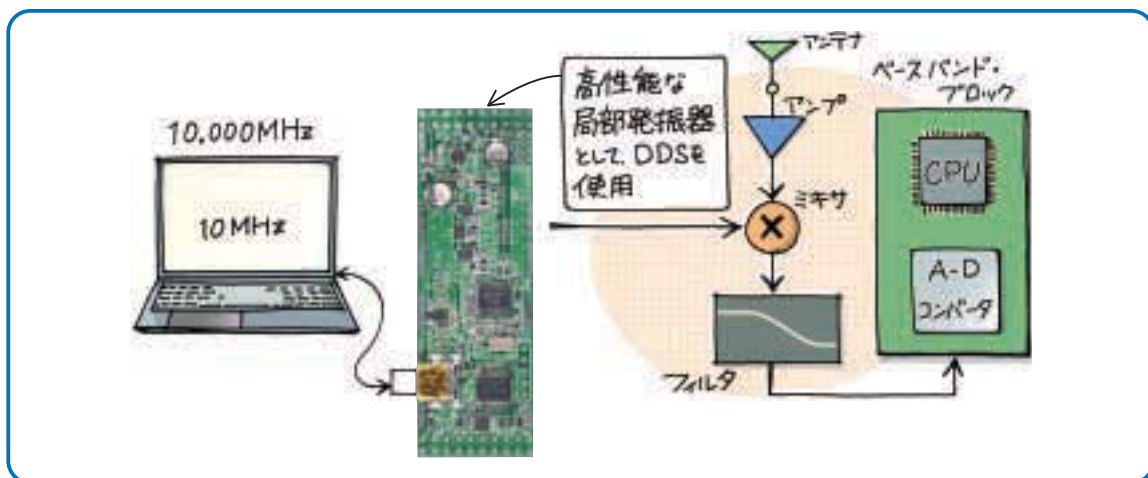 10.000MHz
10MHz
高性能な
局部発振器
として,DDSを
使用
アンテナ
アンプ
ミキサ
フィルタ
ベースバンド・
ブロック
CPU
A-D
コンバータ